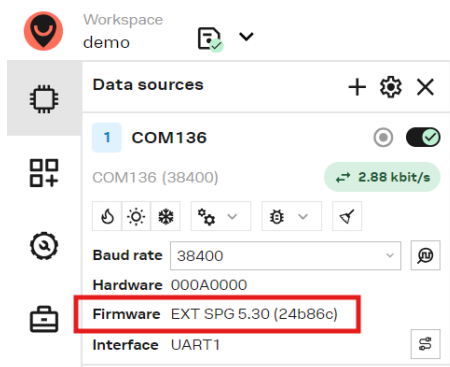 Workspace
demo
Data sources
1 COM136
COM136 (38400) 2.88 kbit/s
Baud rate 38400
Hardware 000A0000
Firmware EXT SPG 5.30 (24b86c)
Interface UART1